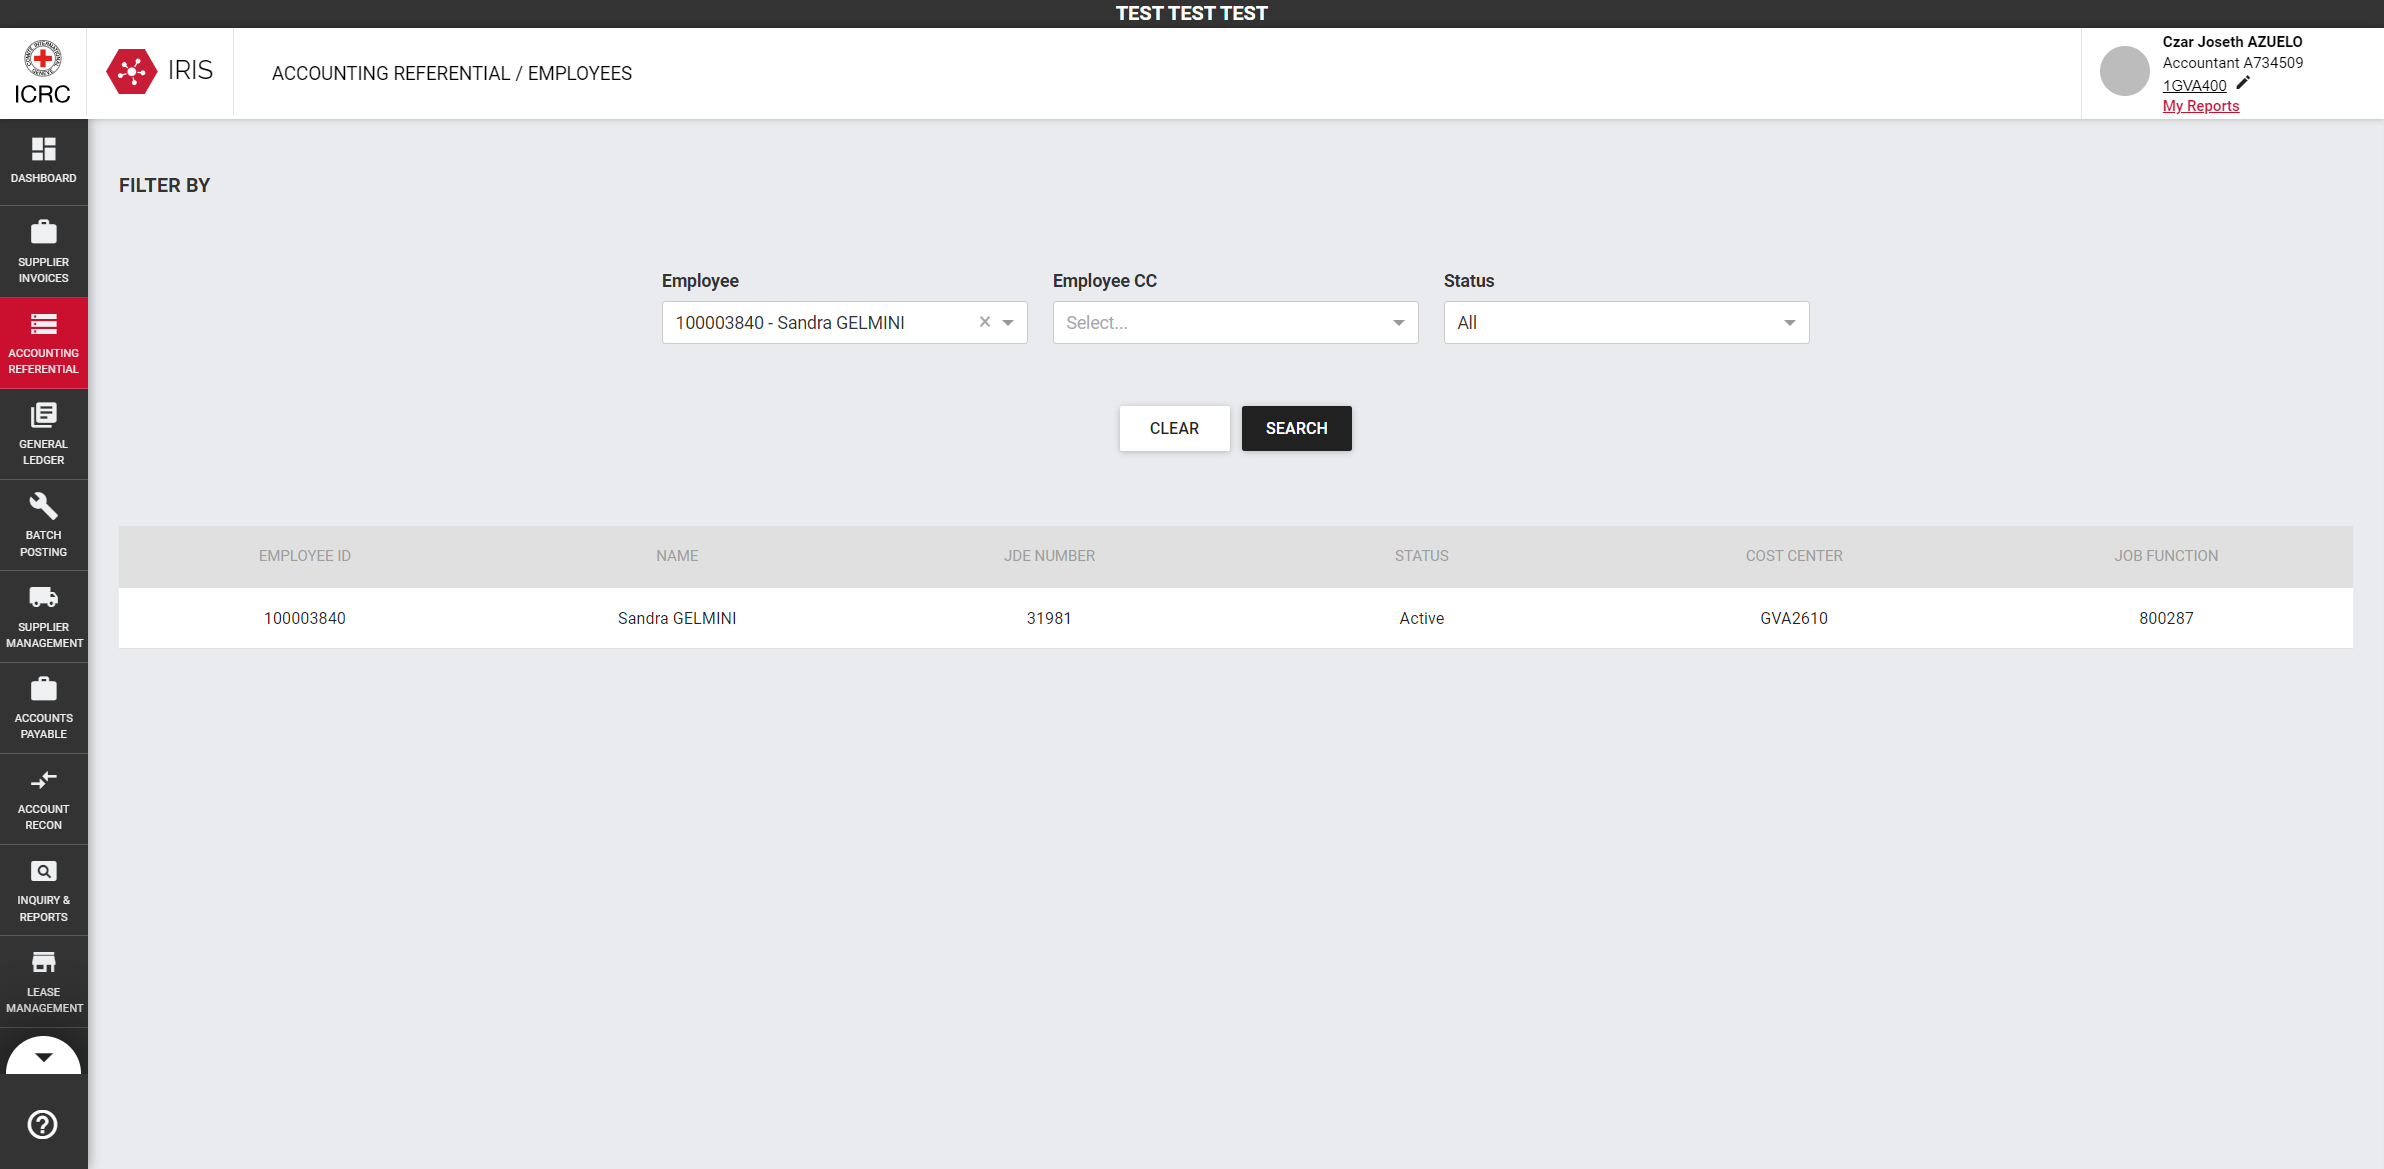 TEST TEST TEST
ICRC
IRIS
ACCOUNTING REFERENTIAL / EMPLOYEES
Czar Joseth AZUELO
Accountant A734509
1GVA400
My Reports
DASHBOARD
SUPPLIER
INVOICES
ACCOUNTING
REFERENTIAL
GENERAL
LEDGER
BATCH
POSTING
SUPPLIER
MANAGEMENT
ACCOUNTS
PAYABLE
ACCOUNT
RECON
INQUIRY &
REPORTS
LEASE
MANAGEMENT
FILTER BY
Employee Employee CC Status
100003840 - Sandra GELMINI Select... All
CLEAR SEARCH
EMPLOYEE ID NAME JDE NUMBER STATUS COST CENTER JOB FUNCTION
100003840 Sandra GELMINI 31981 Active GVA2610 800287